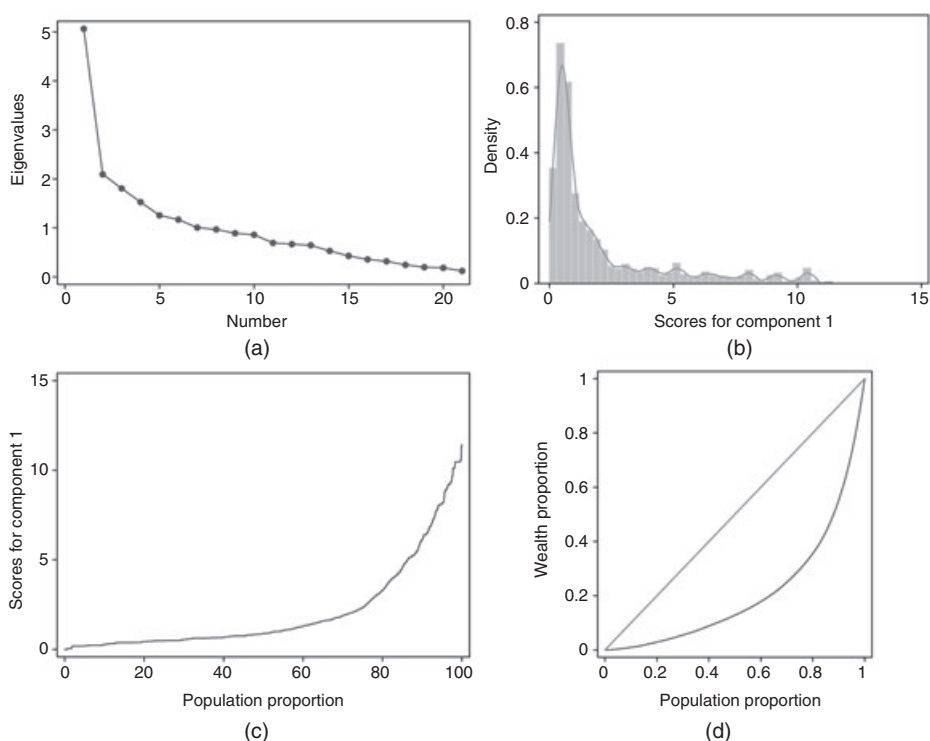 5
4
3
2
1
0
Eigenvalues
0 5 10 15 20
Number
(a)
0.8
0.6
0.4
0.2
0
Density
0 5 10 15
Scores for component 1
(b)
15
10
5
0
Scores for component 1
0 20 40 60 80 100
Population proportion
(c)
1
0.8
0.6
0.4
0.2
0
Wealth proportion
0 0.2 0.4 0.6 0.8 1
Population proportion
(d)